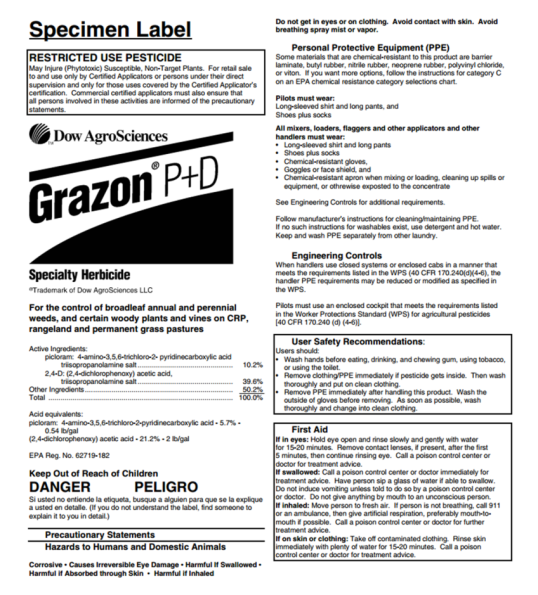 Specimen Label
RESTRICTED USE PESTICIDE
May Injure (Phytotoxic) Susceptible, Non-Target Plants. For retail sale
to and use only by Certified Applicators or persons under their direct
supervision and only for those uses covered by the Certified Applicator's
certification. Commercial certified applicators must also ensure that
all persons involved in these activities are informed of the precautionary
statements.
Dow AgroSciences
Grazon® P+D
Specialty Herbicide
®Trademark of Dow AgroSciences LLC
For the control of broadleaf annual and perennial
weeds, and certain woody plants and vines on CRP,
rangeland and permanent grass pastures
Active Ingredients:
picloram: 4-amino-3,5,6-trichloro-2- pyridinecarboxylic acid
triisopropanolamine salt 10.2%
2,4-D: (2,4-dichlorophenoxy) acetic acid,
triisopropanolamine salt 39.6%
Other Ingredients 50.2%
Total 100.0%
Acid equivalents:
picloram: 4-amino-3,5,6-trichloro-2-pyridinecarboxylic - 5.7% -
0.54 lb/gal
(2,4-dichlorophenoxy) acetic acid - 21.2% - 2 lb/gal
EPA Reg. No. 62719-182
Keep Out of Reach of Children
DANGER PELIGRO
Si usted no entiende la etiqueta, busque a alguien para que se la explique
a usted en detalle. (If you do not understand the label, find someone to
explain it to you in detail.)
Precautionary Statements
Hazards to Humans and Domestic Animals
Corrosive • Causes Irreversible Eye Damage • Harmful If Swallowed •
Harmful if Absorbed through Skin • Harmful if Inhaled
Do not get in eyes or on clothing. Avoid contact with skin. Avoid
breathing spray mist or vapor.
Personal Protective Equipment (PPE)
Some materials that are chemical-resistant to this product are barrier
laminate, butyl rubber, nitrile rubber, neoprene rubber, polyvinyl chloride,
or viton. If you want more options, follow the instructions for category C
on an EPA chemical resistance category selections chart.
Pilots must wear:
Long-sleeved shirt and long pants, and
Shoes plus socks
All mixers, loaders, flaggers and other applicators and other
handlers must wear:
• Long-sleeved shirt and long pants
• Shoes plus socks
• Chemical-resistant gloves,
• Goggles or face shield, and
• Chemical-resistant apron when mixing or loading, cleaning up spills or
equipment, or othrewise exposed to the concentrate
See Engineering Controls for additional requirements.
Follow manufacturer's instructions for cleaning/maintaining PPE.
If no such instructions for washables exist, use detergent and hot water.
Keep and wash PPE separately from other laundry.
Engineering Controls
When handlers use closed systems or enclosed cabs in a manner that
meets the requirements listed in the WPS (40 CFR 170.240(d)(4-6), the
handler PPE requirements may be reduced or modified as specified in
the WPS.
Pilots must use an enclosed cockpit that meets the requirements listed
in the Worker Protections Standard (WPS) for agricultural pesticides
[40 CFR 170.240 (d) (4-6)].
User Safety Recommendations:
Users should:
• Wash hands before eating, drinking, and chewing gum, using tobacco,
or using the toilet.
• Remove clothing/PPE immediately if pesticide gets inside. Then wash
thoroughly and put on clean clothing.
• Remove PPE immediately after handling this product. Wash the
outside of gloves before removing. As soon as possible, wash
thoroughly and change into clean clothing.
First Aid
If in eyes: Hold eye open and rinse slowly and gently with water
for 15-20 minutes. Remove contact lenses, if present, after the first
5 minutes, then continue rinsing eye. Call a poison control center or
doctor for treatment advice.
If swallowed: Call a poison control center or doctor immediately for
treatment advice. Have person sip a glass of water if able to swallow.
Do not induce vomiting unless told to do so by a poison control center
or doctor. Do not give anything by mouth to an unconscious person.
If inhaled: Move person to fresh air. If person is not breathing, call 911
or an ambulance, then give artificial respiration, preferably mouth-to-
mouth if possible. Call a poison control center or doctor for further
treatment advice.
If on skin or clothing: Take off contaminated clothing. Rinse skin
immediately with plenty of water for 15-20 minutes. Call a poison
control center or doctor for treatment advice.